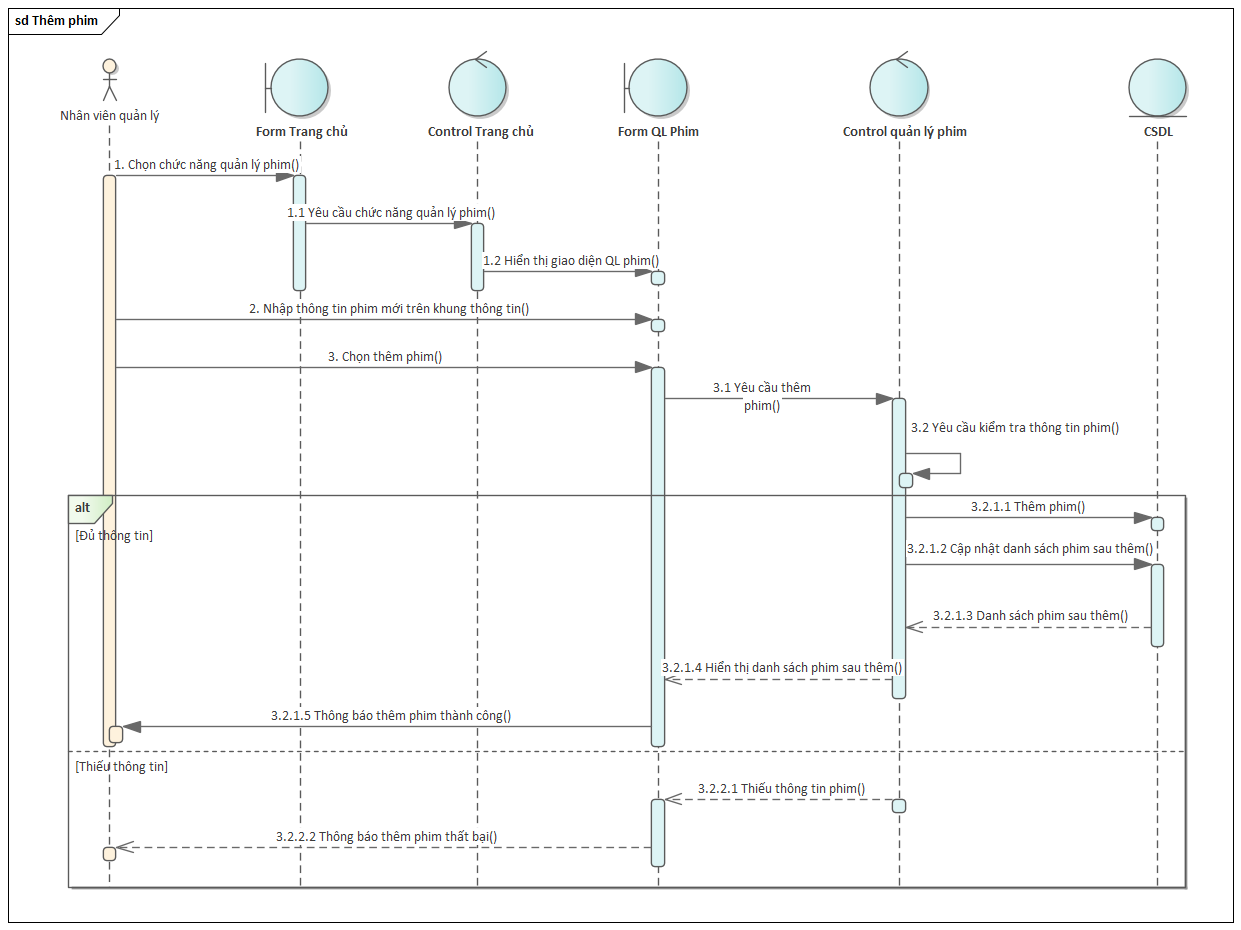 sd Thêm phim
Nhân viên quản lý
Form Trang chủ
Control Trang chủ
Form QL Phim
Control quản lý phim
CSDL
1. Chọn chức năng quản lý phim()
1.1 Yêu cầu chức năng quản lý phim()
1.2 Hiển thị giao diện QL phim()
2. Nhập thông tin phim mới trên khung thông tin()
3. Chọn thêm phim()
3.1 Yêu cầu thêm
phim()
3.2 Yêu cầu kiểm tra thông tin phim()
alt
[Đủ thông tin]
3.2.1.1 Thêm phim()
3.2.1.2 Cập nhật danh sách phim sau thêm()
3.2.1.3 Danh sách phim sau thêm()
3.2.1.4 Hiển thị danh sách phim sau thêm()
3.2.1.5 Thông báo thêm phim thành công()
[Thiếu thông tin]
3.2.2.1 Thiếu thông tin phim()
3.2.2.2 Thông báo thêm phim thất bại()